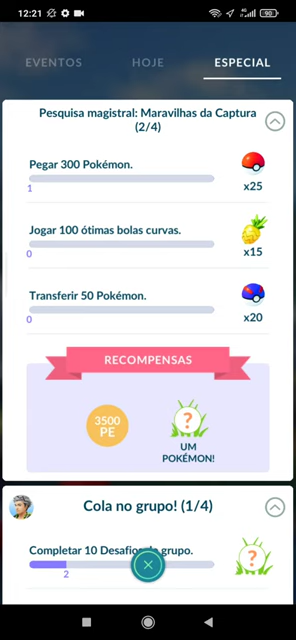 12:21
90
EVENTOS
HOJE
ESPECIAL
Pesquisa magistral: Maravilhas da Captura
(2/4)
Pegar 300 Pokémon.
1
x25
Jogar 100 ótimas bolas curvas.
0
x15
Transferir 50 Pokémon.
0
x20
RECOMPENSAS
3500
PE
?
UM
POKÉMON!
Cola no grupo! (1/4)
Completar 10 Desafios de grupo.
2
?